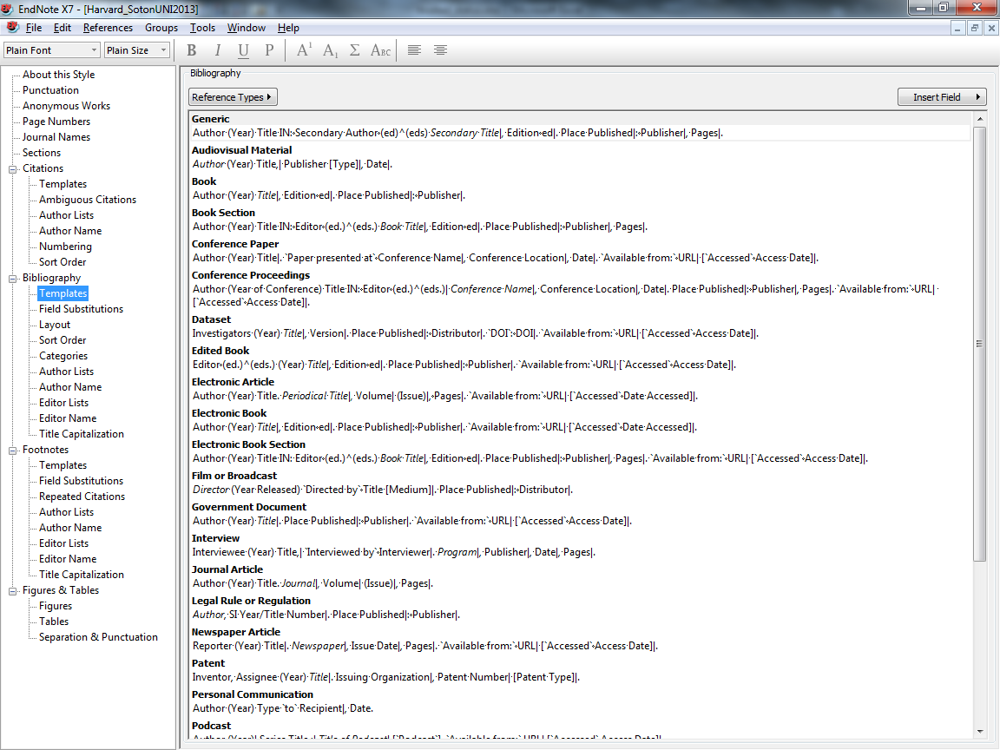 EndNote X7 - [Harvard_SotonUNI2013]
File Edit References Groups Tools Window Help
Plain Font Plain Size B I U P A¹ A₁ Σ Abc
About this Style
Punctuation
Anonymous Works
Page Numbers
Journal Names
Sections
Citations
Templates
Ambiguous Citations
Author Lists
Author Name
Numbering
Sort Order
Bibliography
Templates
Field Substitutions
Layout
Sort Order
Categories
Author Lists
Author Name
Editor Lists
Editor Name
Title Capitalization
Footnotes
Templates
Field Substitutions
Repeated Citations
Author Lists
Author Name
Editor Lists
Editor Name
Title Capitalization
Figures & Tables
Figures
Tables
Separation & Punctuation
Bibliography
Reference Types Insert Field
Generic
Author·(Year)·Title·IN:·Secondary·Author·(ed)^(eds)·Secondary·Title|,·Edition·ed|.·Place·Published|:·Publisher|,·Pages|.
Audiovisual Material
Author·(Year)·Title,|·Publisher·[Type]|,·Date|.
Book
Author·(Year)·Title|,·Edition·ed|.·Place·Published|:·Publisher|.
Book Section
Author·(Year)·Title·IN:·Editor·(ed.)^(eds.)·Book·Title|,·Edition·ed|.·Place·Published|:·Publisher|,·Pages|.
Conference Paper
Author·(Year)·Title|.·`Paper·presented·at`·Conference·Name|,·Conference·Location|,·Date|.·`Available·from:`·URL|·[`Accessed`·Access·Date]|.
Conference Proceedings
Author·(Year·of·Conference)·Title·IN:·Editor·(ed.)^(eds.)|·Conference·Name|,·Conference·Location|,·Date|.·Place·Published|:·Publisher|,·Pages|.·`Available·from:`·URL|·
[`Accessed`·Access·Date]|.
Dataset
Investigators·(Year)·Title|,·Version|.·Place·Published|:·Distributor|.·`DOI`:·DOI|.·`Available·from:`·URL|·[`Accessed`·Access·Date]|.
Edited Book
Editor·(ed.)^(eds.)·(Year)·Title|,·Edition·ed|.·Place·Published|:·Publisher|.·`Available·from:`·URL|·[`Accessed`·Access·Date]|.
Electronic Article
Author·(Year)·Title.·Periodical·Title|,·Volume|·(Issue)|,·Pages|.·`Available·from:`·URL|·[`Accessed`·Date·Accessed]|.
Electronic Book
Author·(Year)·Title|,·Edition·ed|.·Place·Published|:·Publisher|.·`Available·from:`·URL|·[`Accessed`·Date·Accessed]|.
Electronic Book Section
Author·(Year)·Title·IN:·Editor·(ed.)^(eds.)·Book·Title|,·Edition·ed|.·Place·Published|:·Publisher|,·Pages|.·`Available·from:`·URL|·[`Accessed`·Access·Date]|.
Film or Broadcast
Director·(Year·Released)·`Directed·by`·Title·[Medium]|.·Place·Published|:·Distributor|.
Government Document
Author·(Year)·Title|.·Place·Published|:·Publisher|.·`Available·from:`·URL|·[`Accessed`·Access·Date]|.
Interview
Interviewee·(Year)·Title,|·`Interviewed·by`·Interviewer|.·Program|,·Publisher|,·Date|,·Pages|.
Journal Article
Author·(Year)·Title.·Journal|,·Volume|·(Issue)|,·Pages|.
Legal Rule or Regulation
Author,·SI·Year/Title·Number|.·Place·Published|:·Publisher|.
Newspaper Article
Reporter·(Year)·Title|.·Newspaper|,·Issue·Date|,·Pages|.·`Available·from:`·URL|·[`Accessed`·Access·Date]|.
Patent
Inventor,·Assignee·(Year)·Title|.·Issuing·Organization|,·Patent·Number|·[Patent·Type]|.
Personal Communication
Author·(Year)·Type·`to`·Recipient|,·Date.
Podcast